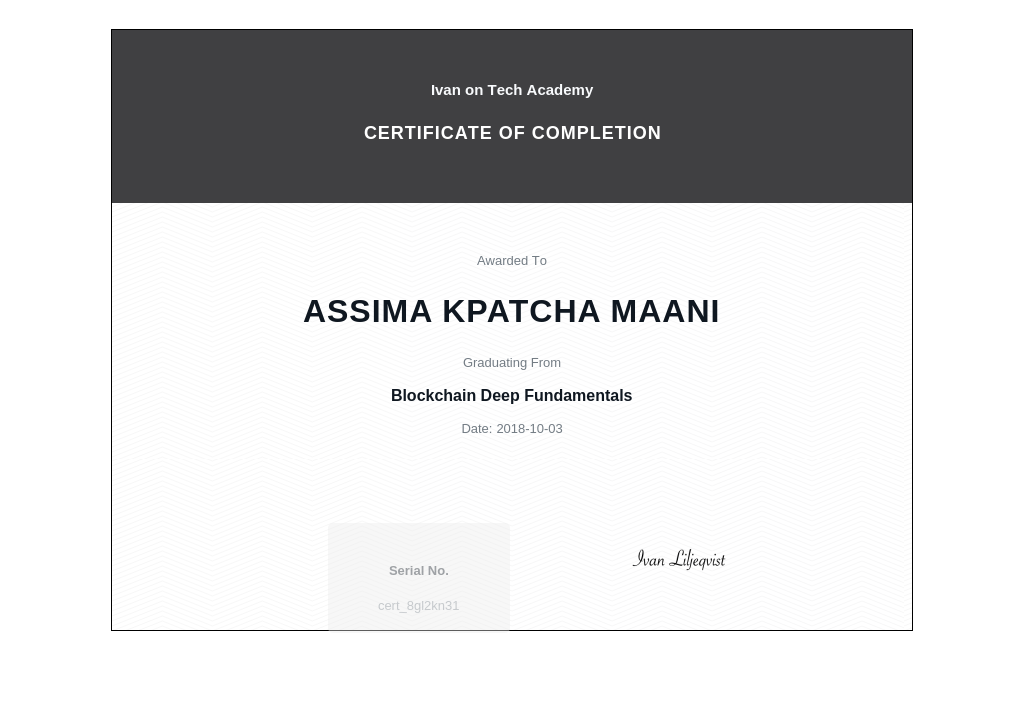 Ivan on Tech Academy
CERTIFICATE OF COMPLETION
Awarded To
ASSIMA KPATCHA MAANI
Graduating From
Blockchain Deep Fundamentals
Date: 2018-10-03
Serial No.
cert_8gl2kn31
Ivan Liljeqvist